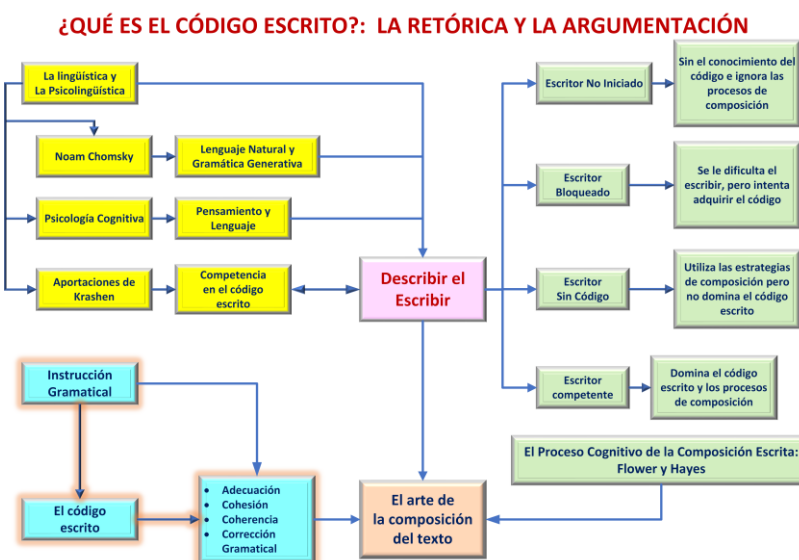 ¿QUÉ ES EL CÓDIGO ESCRITO?: LA RETÓRICA Y LA ARGUMENTACIÓN
La lingüística y
La Psicolingüística
Noam Chomsky
Lenguaje Natural y
Gramática Generativa
Psicología Cognitiva
Pensamiento y
Lenguaje
Aportaciones de
Krashen
Competencia
en el código
escrito
Describir el
Escribir
Escritor No Iniciado
Sin el conocimiento del
código e ignora las
procesos de
composición
Escritor
Bloqueado
Se le dificulta el
escribir, pero intenta
adquirir el código
Escritor
Sin Código
Utiliza las estrategias
de composición pero
no domina el código
escrito
Escritor
competente
Domina el código
escrito y los procesos
de composición
Instrucción
Gramatical
El código
escrito
• Adecuación
• Cohesión
• Coherencia
• Corrección
Gramatical
El arte de
la composición
del texto
El Proceso Cognitivo de la Composición Escrita:
Flower y Hayes